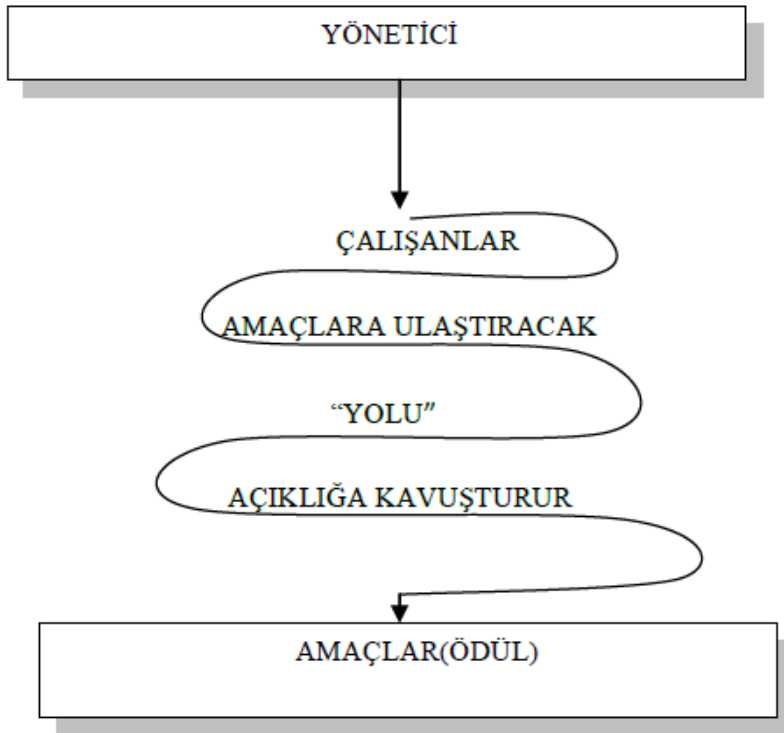 YÖNETİCİ
ÇALIŞANLAR
AMAÇLARA ULAŞTIRACAK
“YOLU”
AÇIKLIĞA KAVUŞTURUR
AMAÇLAR(ÖDÜL)